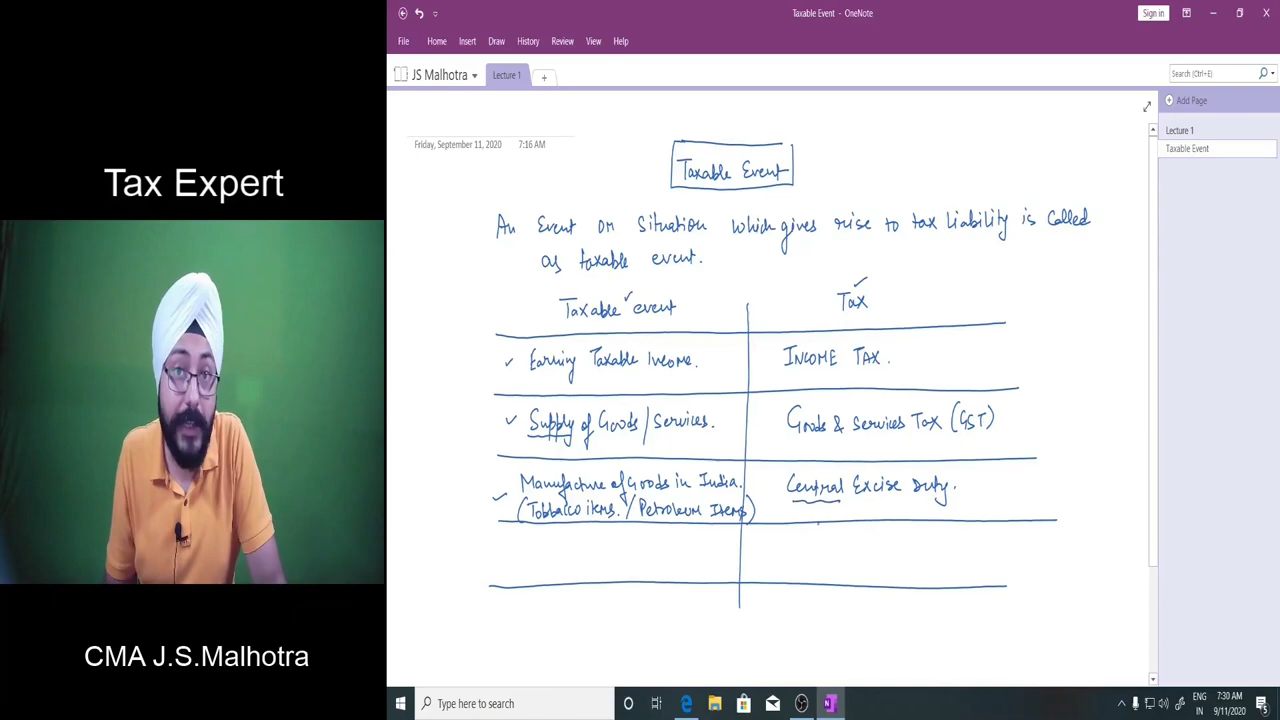 Taxable Event - OneNote
Sign in
File Home Insert Draw History Review View Help
JS Malhotra
Lecture 1
+
Search (Ctrl+E)
Add Page
Lecture 1
Taxable Event
Friday, September 11, 2020 7:16 AM
Taxable Event
An Event or Situation which gives rise to tax liability is called
as taxable event.
Taxable event
Tax
Earning Taxable Income.
INCOME TAX.
Supply of Goods/Services.
Goods & Services Tax (GST)
Manufacture of Goods in India.
(Tobbacco items./Petroleum Items)
Central Excise Duty.
Tax Expert
CMA J.S.Malhotra
Type here to search
ENG
IN
7:30 AM
9/11/2020